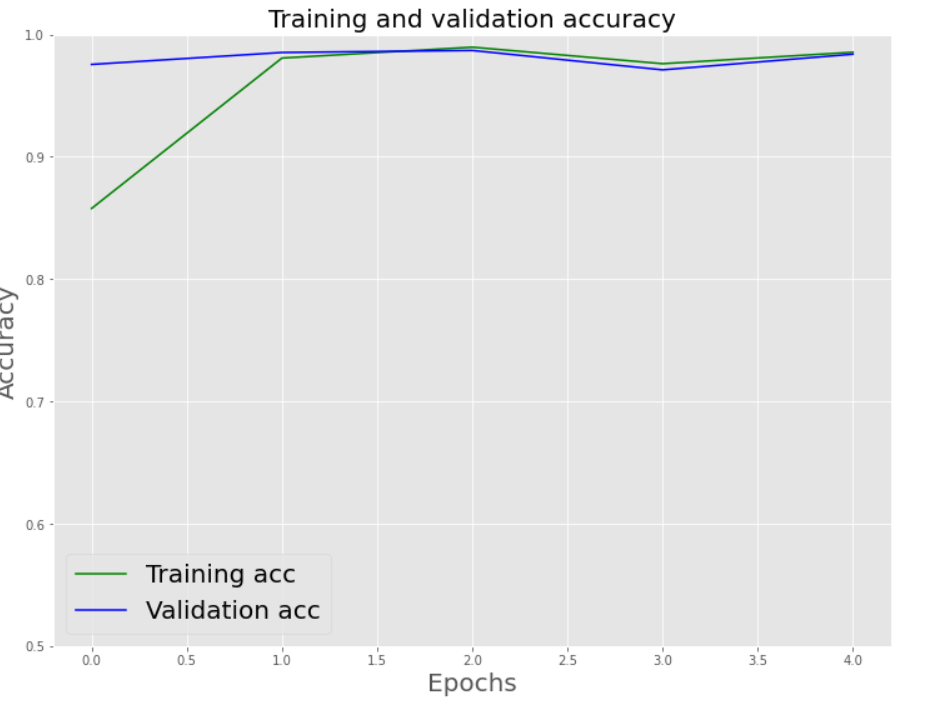 Training and validation accuracy
1.0
0.9
0.8
0.7
0.6
0.5
Accuracy
Training acc
Validation acc
0.0 0.5 1.0 1.5 2.0 2.5 3.0 3.5 4.0
Epochs